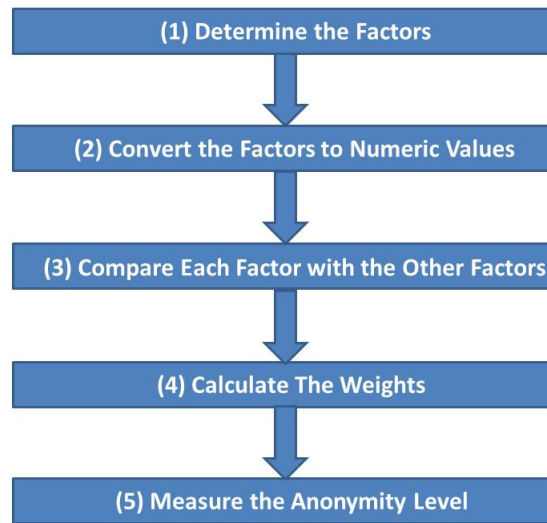 (1) Determine the Factors
(2) Convert the Factors to Numeric Values
(3) Compare Each Factor with the Other Factors
(4) Calculate The Weights
(5) Measure the Anonymity Level